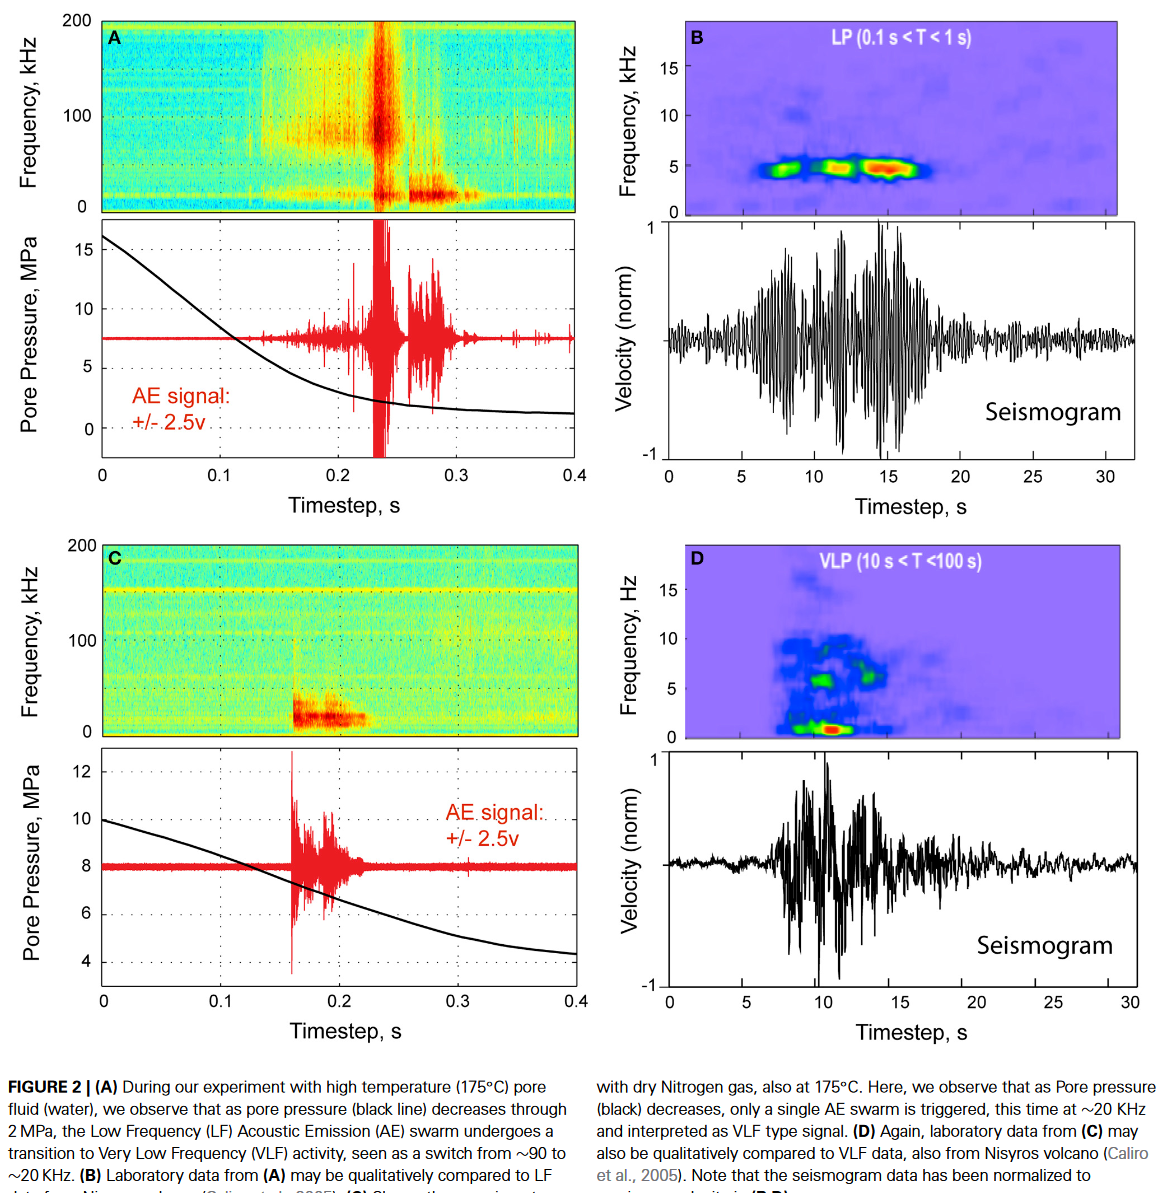 A
200
100
0
Frequency, kHz
15
10
5
0
Pore Pressure, MPa
AE signal:
+/- 2.5v
0 0.1 0.2 0.3 0.4
Timestep, s
B
LP (0.1 s < T < 1 s)
15
10
5
0
Frequency, kHz
1
-1
Velocity (norm)
Seismogram
0 5 10 15 20 25 30
Timestep, s
C
200
100
0
Frequency, kHz
12
10
8
6
4
Pore Pressure, MPa
AE signal:
+/- 2.5v
0 0.1 0.2 0.3 0.4
Timestep, s
D
VLP (10 s < T <100 s)
15
10
5
0
Frequency, Hz
1
-1
Velocity (norm)
Seismogram
0 5 10 15 20 25 30
Timestep, s
FIGURE 2 | (A) During our experiment with high temperature (175°C) pore
fluid (water), we observe that as pore pressure (black line) decreases through
2 MPa, the Low Frequency (LF) Acoustic Emission (AE) swarm undergoes a
transition to Very Low Frequency (VLF) activity, seen as a switch from ~90 to
~20 KHz. (B) Laboratory data from (A) may be qualitatively compared to LF
with dry Nitrogen gas, also at 175°C. Here, we observe that as Pore pressure
(black) decreases, only a single AE swarm is triggered, this time at ~20 KHz
and interpreted as VLF type signal. (D) Again, laboratory data from (C) may
also be qualitatively compared to VLF data, also from Nisyros volcano (Caliro
et al., 2005). Note that the seismogram data has been normalized to